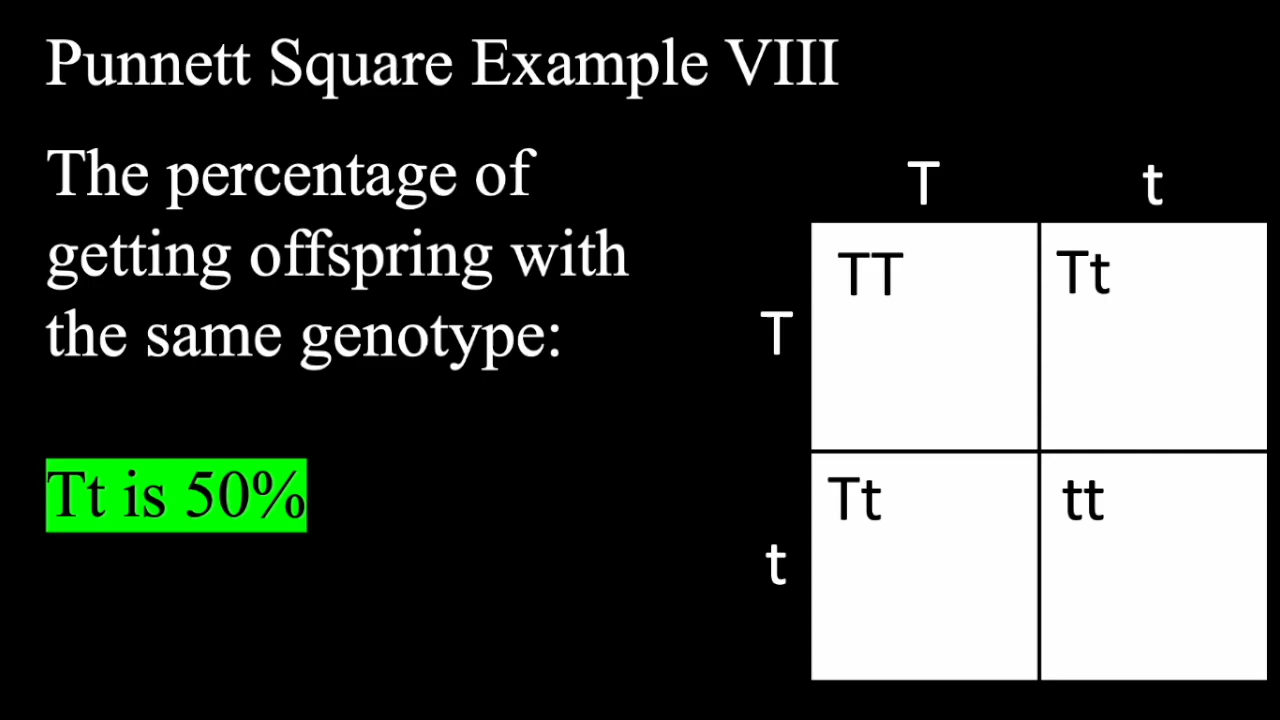 Punnett Square Example VIII
The percentage of
getting offspring with
the same genotype:
Tt is 50%
T t
T TT Tt
t Tt tt